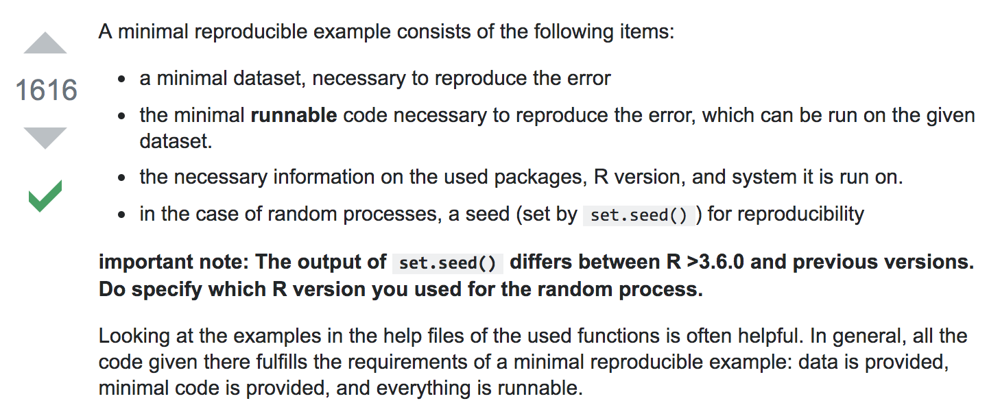 A minimal reproducible example consists of the following items:
1616
• a minimal dataset, necessary to reproduce the error
• the minimal runnable code necessary to reproduce the error, which can be run on the given
dataset.
• the necessary information on the used packages, R version, and system it is run on.
• in the case of random processes, a seed (set by set.seed() ) for reproducibility
important note: The output of set.seed() differs between R >3.6.0 and previous versions.
Do specify which R version you used for the random process.
Looking at the examples in the help files of the used functions is often helpful. In general, all the
code given there fulfills the requirements of a minimal reproducible example: data is provided,
minimal code is provided, and everything is runnable.